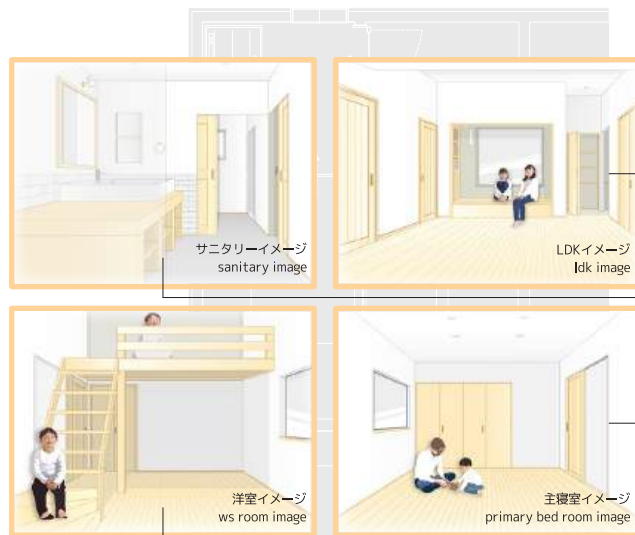 サニタリーイメージ
sanitary image
LDKイメージ
ldk image
洋室イメージ
ws room image
主寝室イメージ
primary bed room image